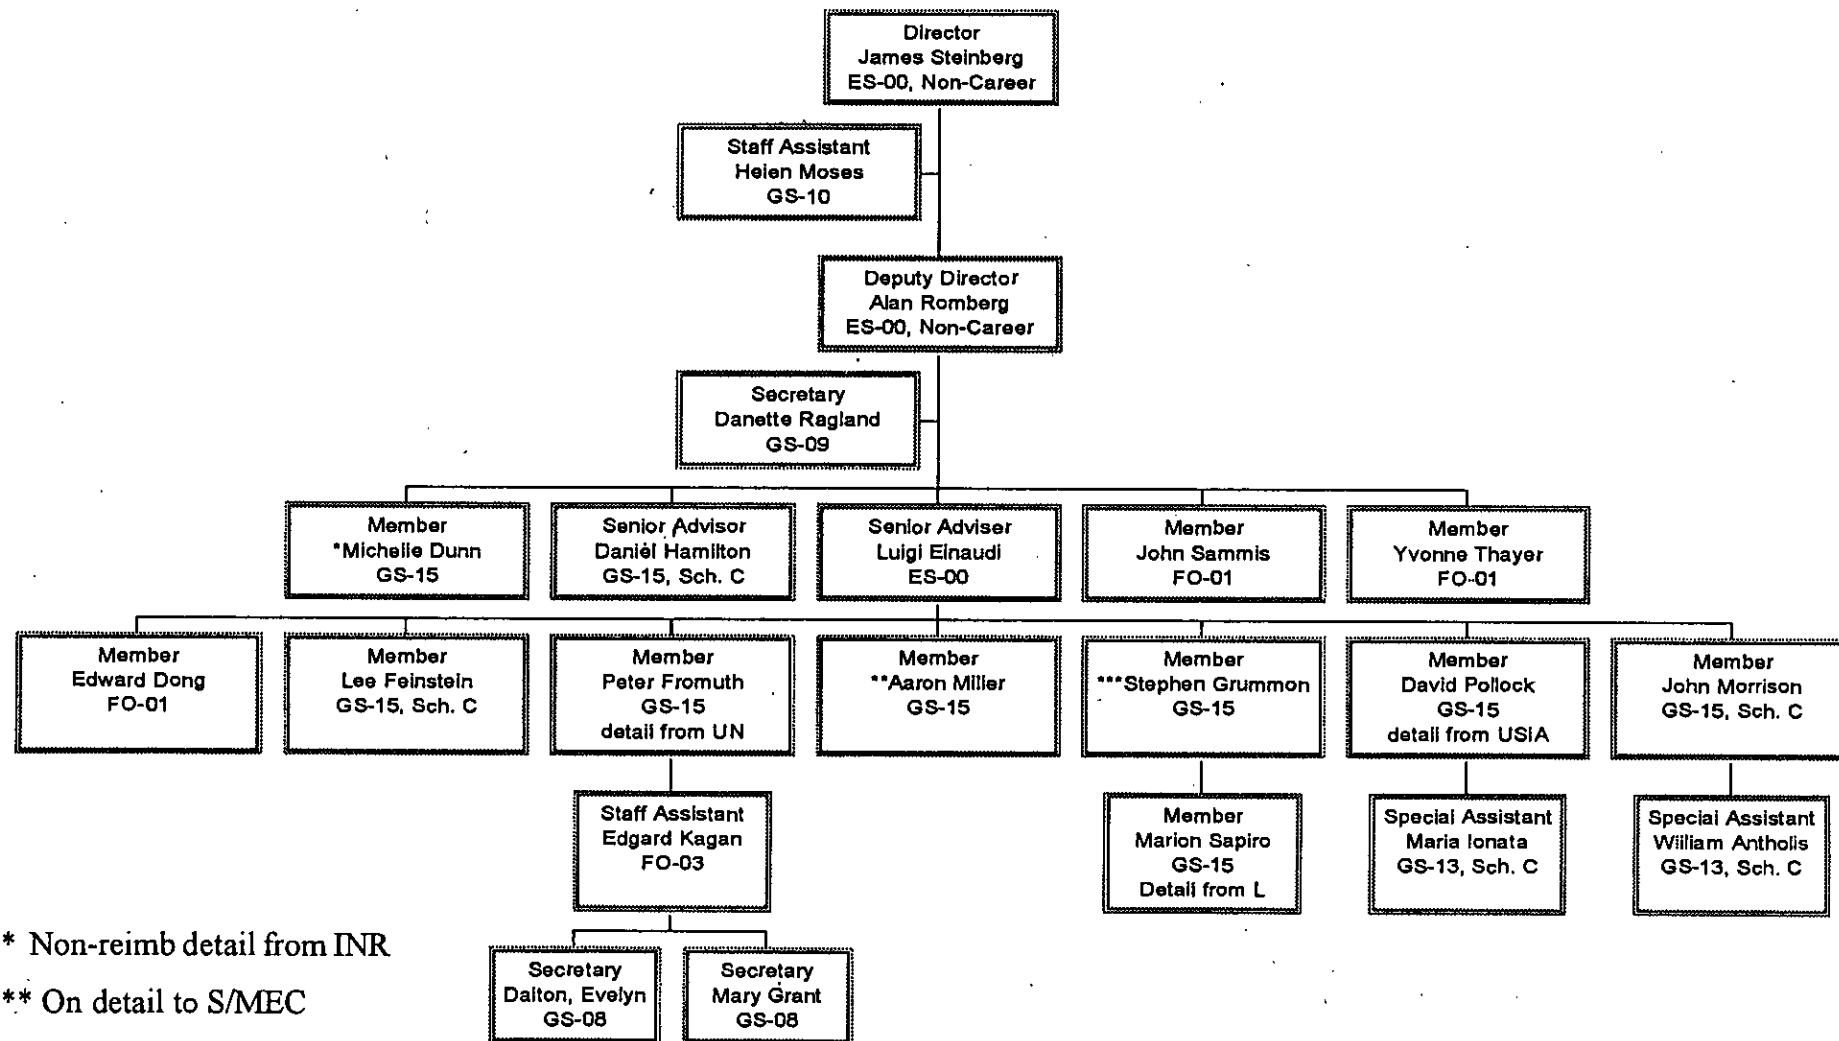 Director
James Steinberg
ES-00, Non-Career
Staff Assistant
Helen Moses
GS-10
Deputy Director
Alan Romberg
ES-00, Non-Career
Secretary
Danette Ragland
GS-09
Member
*Michelle Dunn
GS-15
Senior Advisor
Daniel Hamilton
GS-15, Sch. C
Senior Adviser
Luigi Einaudi
ES-00
Member
John Sammis
FO-01
Member
Yvonne Thayer
FO-01
Member
Edward Dong
FO-01
Member
Lee Feinstein
GS-15, Sch. C
Member
Peter Fromuth
GS-15
detail from UN
Member
**Aaron Miller
GS-15
Member
***Stephen Grummon
GS-15
Member
David Pollock
GS-15
detail from USIA
Member
John Morrison
GS-15, Sch. C
Staff Assistant
Edgard Kagan
FO-03
Member
Marion Sapiro
GS-15
Detail from L
Special Assistant
Maria Ionata
GS-13, Sch. C
Special Assistant
William Antholis
GS-13, Sch. C
Secretary
Dalton, Evelyn
GS-08
Secretary
Mary Grant
GS-08
* Non-reimb detail from INR
** On detail to S/MEC